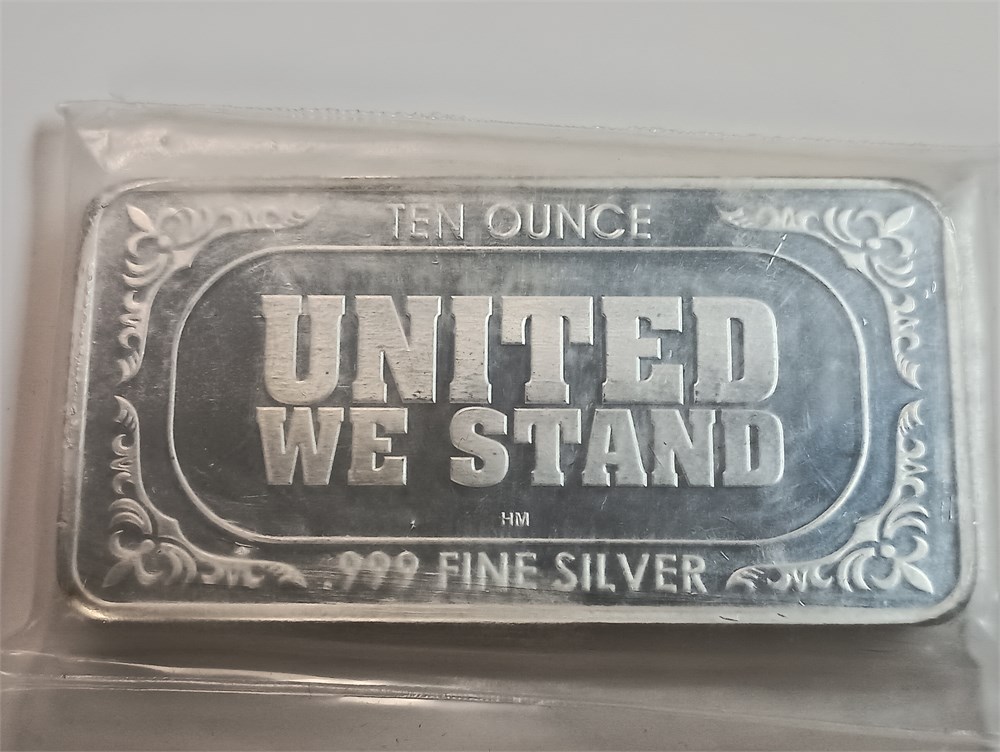 TEN OUNCE
UNITED
WE STAND
HM
.999 FINE SILVER